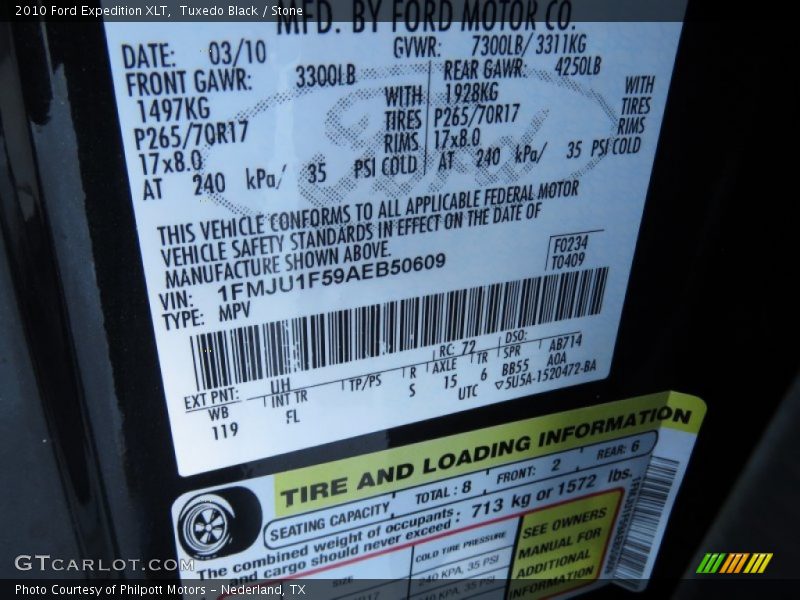 2010 Ford Expedition XLT, Tuxedo Black / Stone
MFD. BY FORD MOTOR CO.
DATE: 03/10 GVWR: 7300LB/ 3311KG
FRONT GAWR: 3300LB REAR GAWR: 4250LB
1497KG WITH 1928KG WITH
P265/70R17 TIRES P265/70R17 TIRES
17x8.0 RIMS 17x8.0 RIMS
AT 240 kPa/ 35 PSI COLD AT 240 kPa/ 35 PSI COLD
Ford
THIS VEHICLE CONFORMS TO ALL APPLICABLE FEDERAL MOTOR
VEHICLE SAFETY STANDARDS IN EFFECT ON THE DATE OF
MANUFACTURE SHOWN ABOVE.
F0234
T0409
VIN: 1FMJU1F59AEB50609
TYPE: MPV
EXT PNT: UH RC: 72 DSO:
WB INT TR TP/PS R AXLE TR SPR AB714
119 FL S 15 6 BB55 AOA
UTC ▽5U5A-1520472-BA
TIRE AND LOADING INFORMATION
SEATING CAPACITY TOTAL: 8 FRONT: 2 REAR: 6
The combined weight of occupants
and cargo should never exceed : 713 kg or 1572 lbs.
SIZE COLD TIRE PRESSURE
240 KPA, 35 PSI
SEE OWNERS
MANUAL FOR
ADDITIONAL
INFORMATION
GTCARLOT.COM
Photo Courtesy of Philpott Motors – Nederland, TX